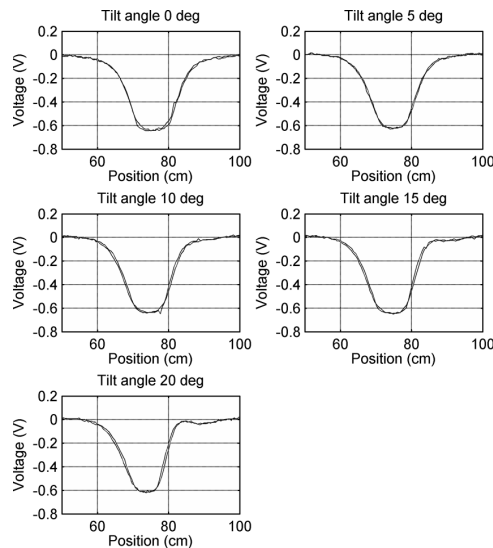 Tilt angle 0 deg
0.2
0
-0.2
-0.4
-0.6
-0.8
Voltage (V)
60 80 100
Position (cm)
Tilt angle 5 deg
0.2
0
-0.2
-0.4
-0.6
-0.8
Voltage (V)
60 80 100
Position (cm)
Tilt angle 10 deg
0.2
0
-0.2
-0.4
-0.6
-0.8
Voltage (V)
60 80 100
Position (cm)
Tilt angle 15 deg
0.2
0
-0.2
-0.4
-0.6
-0.8
Voltage (V)
60 80 100
Position (cm)
Tilt angle 20 deg
0.2
0
-0.2
-0.4
-0.6
-0.8
Voltage (V)
60 80 100
Position (cm)